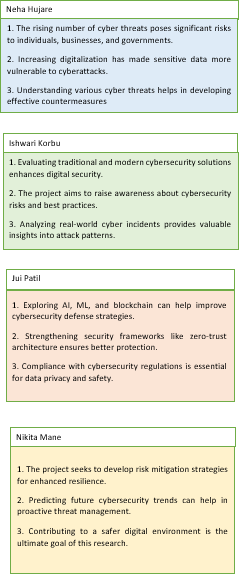 Neha Hujare
1. The rising number of cyber threats poses significant risks
to individuals, businesses, and governments.
2. Increasing digitalization has made sensitive data more
vulnerable to cyberattacks.
3. Understanding various cyber threats helps in developing
effective countermeasures
Ishwari Korbu
1. Evaluating traditional and modern cybersecurity solutions
enhances digital security.
2. The project aims to raise awareness about cybersecurity
risks and best practices.
3. Analyzing real-world cyber incidents provides valuable
insights into attack patterns.
Jui Patil
1. Exploring AI, ML, and blockchain can help improve
cybersecurity defense strategies.
2. Strengthening security frameworks like zero-trust
architecture ensures better protection.
3. Compliance with cybersecurity regulations is essential
for data privacy and safety.
Nikita Mane
1. The project seeks to develop risk mitigation strategies
for enhanced resilience.
2. Predicting future cybersecurity trends can help in
proactive threat management.
3. Contributing to a safer digital environment is the
ultimate goal of this research.